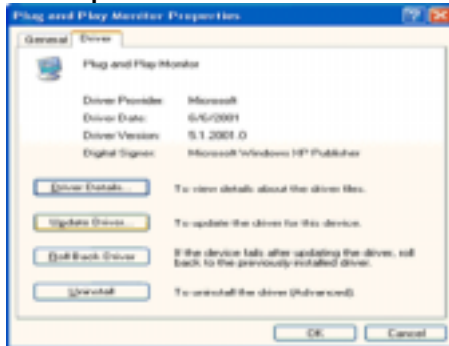 Plug and Play Monitor Properties
General Driver
Plug and Play Monitor
Driver Provider: Microsoft
Driver Date: 6/6/2001
Driver Version: 5.1.2001.0
Digital Signer: Microsoft Windows XP Publisher
Driver Details... To view details about the driver files.
Update Driver... To update the driver for this device.
Roll Back Driver If the device fails after updating the driver, roll
back to the previously installed driver.
Uninstall To uninstall the driver (Advanced).
OK Cancel